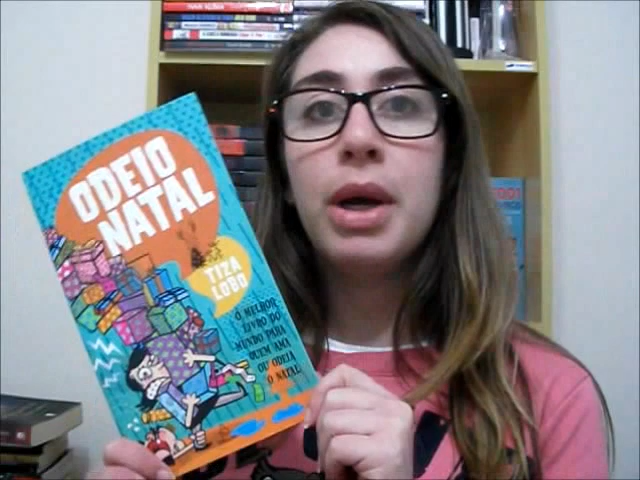 ODEIO
NATAL
TIZA
LOBO
O MELHOR
LIVRO DO
MUNDO PARA
QUEM AMA
OU ODEIA
O NATAL